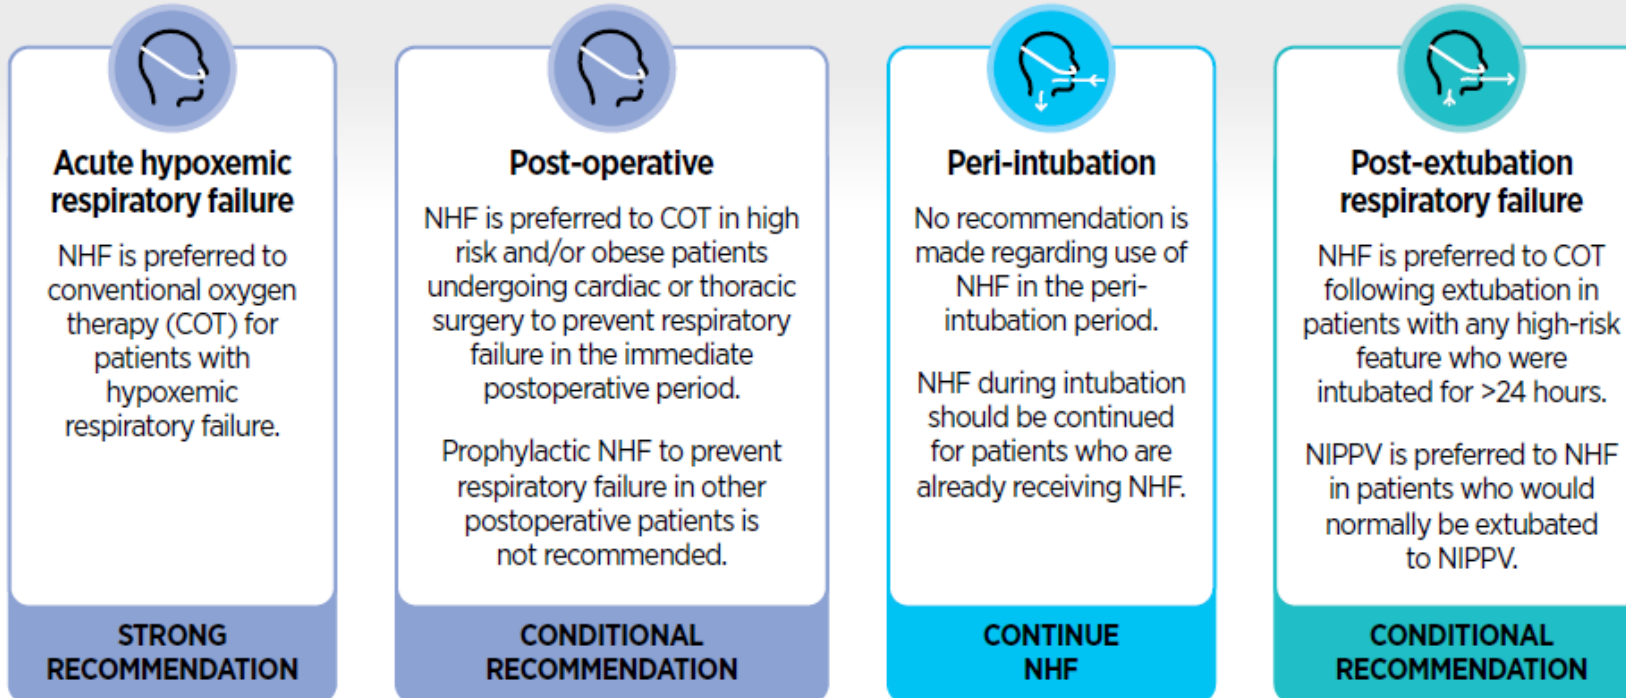 Acute hypoxemic
respiratory failure
NHF is preferred to
conventional oxygen
therapy (COT) for
patients with
hypoxemic
respiratory failure.
STRONG
RECOMMENDATION
Post-operative
NHF is preferred to COT in high
risk and/or obese patients
undergoing cardiac or thoracic
surgery to prevent respiratory
failure in the immediate
postoperative period.
Prophylactic NHF to prevent
respiratory failure in other
postoperative patients is
not recommended.
CONDITIONAL
RECOMMENDATION
Peri-intubation
No recommendation is
made regarding use of
NHF in the peri-
intubation period.
NHF during intubation
should be continued
for patients who are
already receiving NHF.
CONTINUE
NHF
Post-extubation
respiratory failure
NHF is preferred to COT
following extubation in
patients with any high-risk
feature who were
intubated for >24 hours.
NIPPV is preferred to NHF
in patients who would
normally be extubated
to NIPPV.
CONDITIONAL
RECOMMENDATION